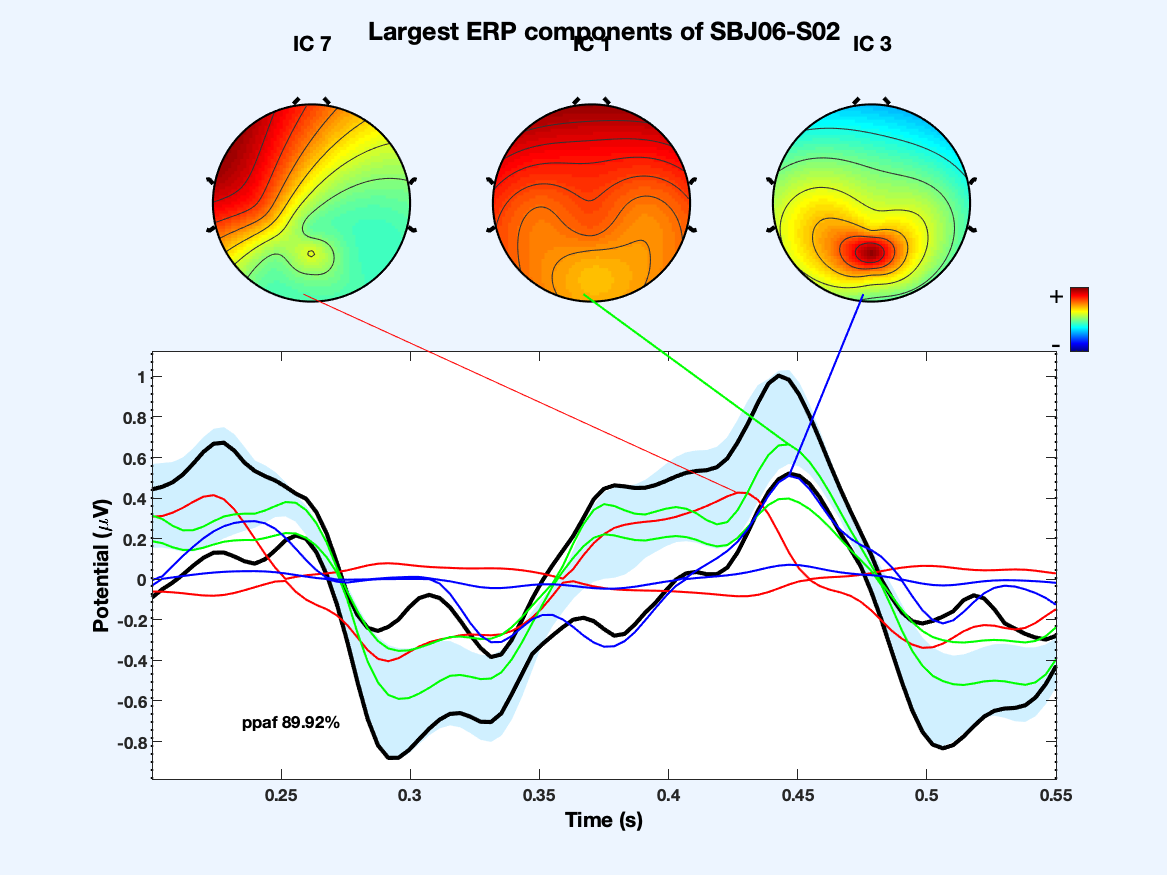 Largest ERP components of SBJ06-S02
IC 7
IC 1
IC 3
+
-
1
0.8
0.6
0.4
0.2
0
-0.2
-0.4
-0.6
-0.8
Potential (μV)
ppaf 89.92%
0.25 0.3 0.35 0.4 0.45 0.5 0.55
Time (s)